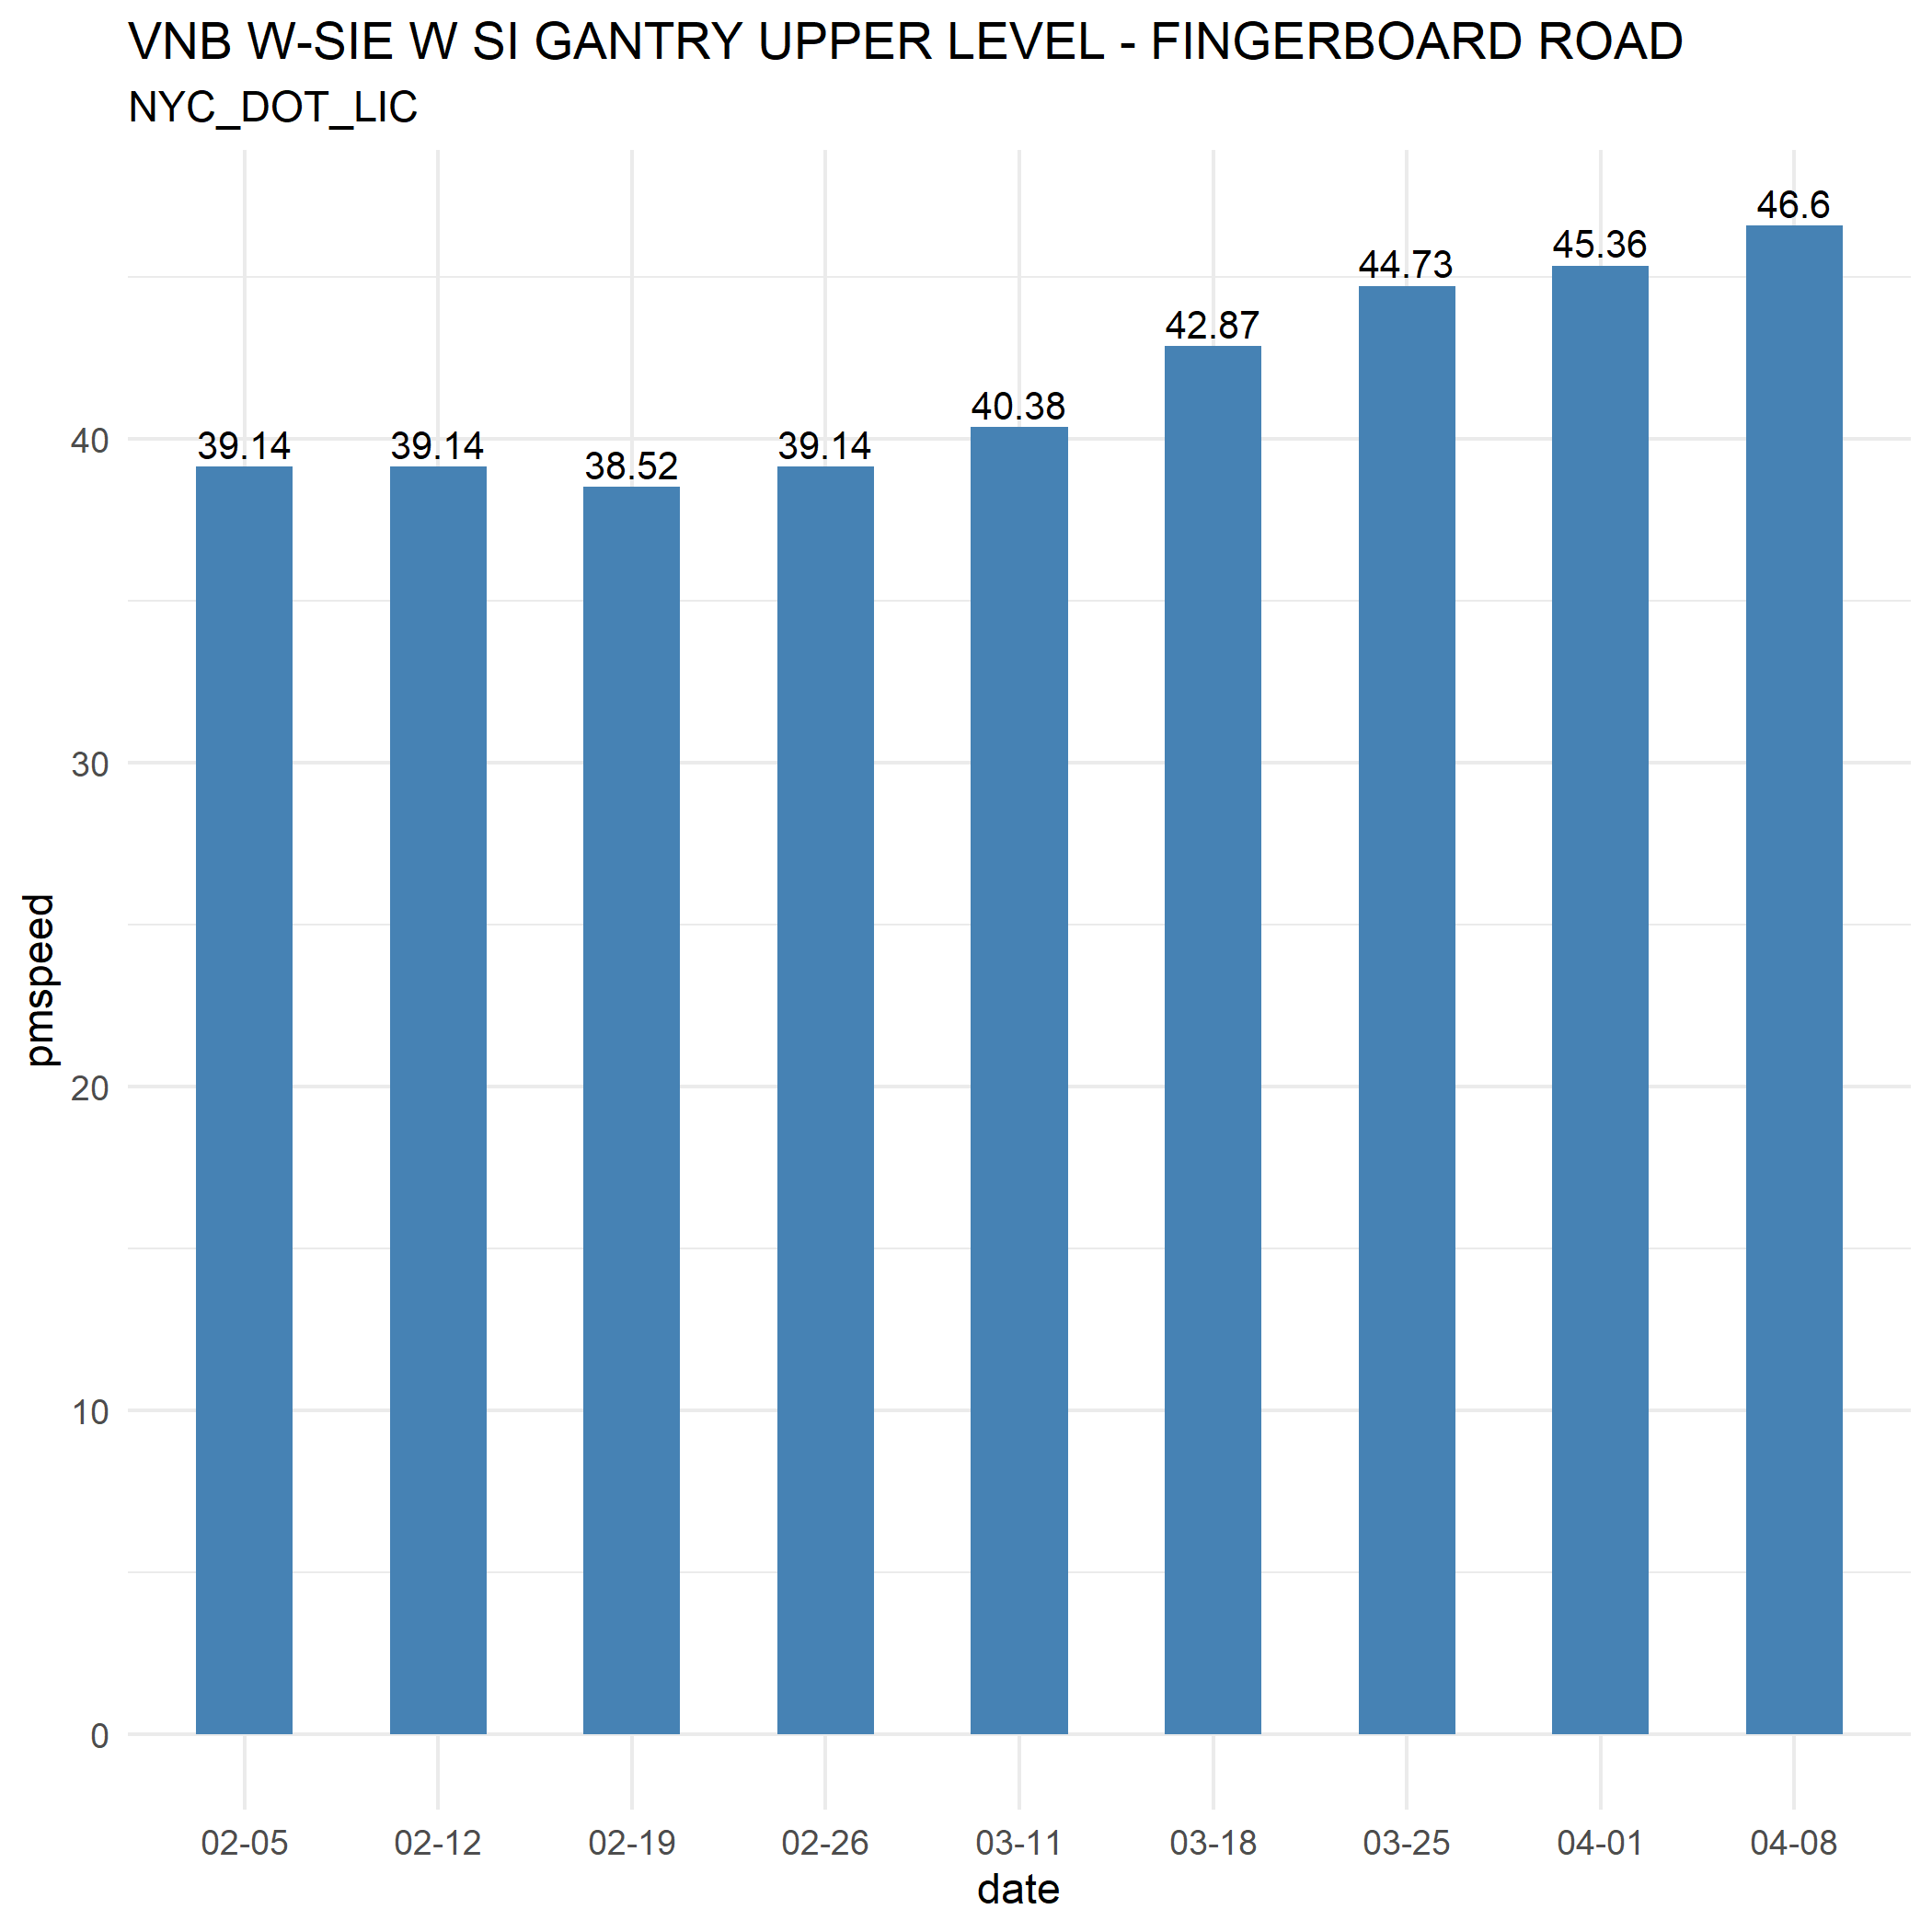 VNB W-SIE W SI GANTRY UPPER LEVEL - FINGERBOARD ROAD
NYC_DOT_LIC
46.6
45.36
44.73
42.87
40.38
39.14 39.14 38.52 39.14
40
30
20
10
0
pmspeed
02-05 02-12 02-19 02-26 03-11 03-18 03-25 04-01 04-08
date